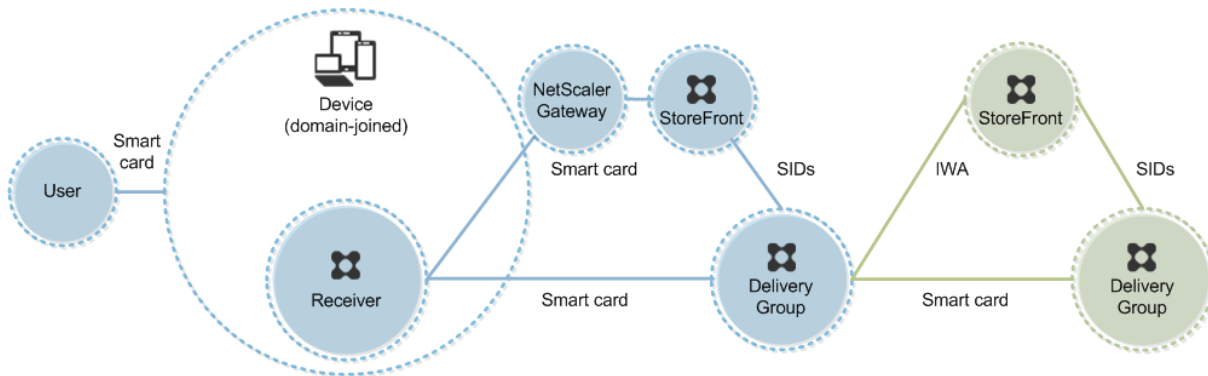 Device
(domain-joined)
NetScaler
Gateway
StoreFront
StoreFront
Smart
card
Smart card
SIDs
IWA
SIDs
User
Receiver
Smart card
Delivery
Group
Smart card
Delivery
Group